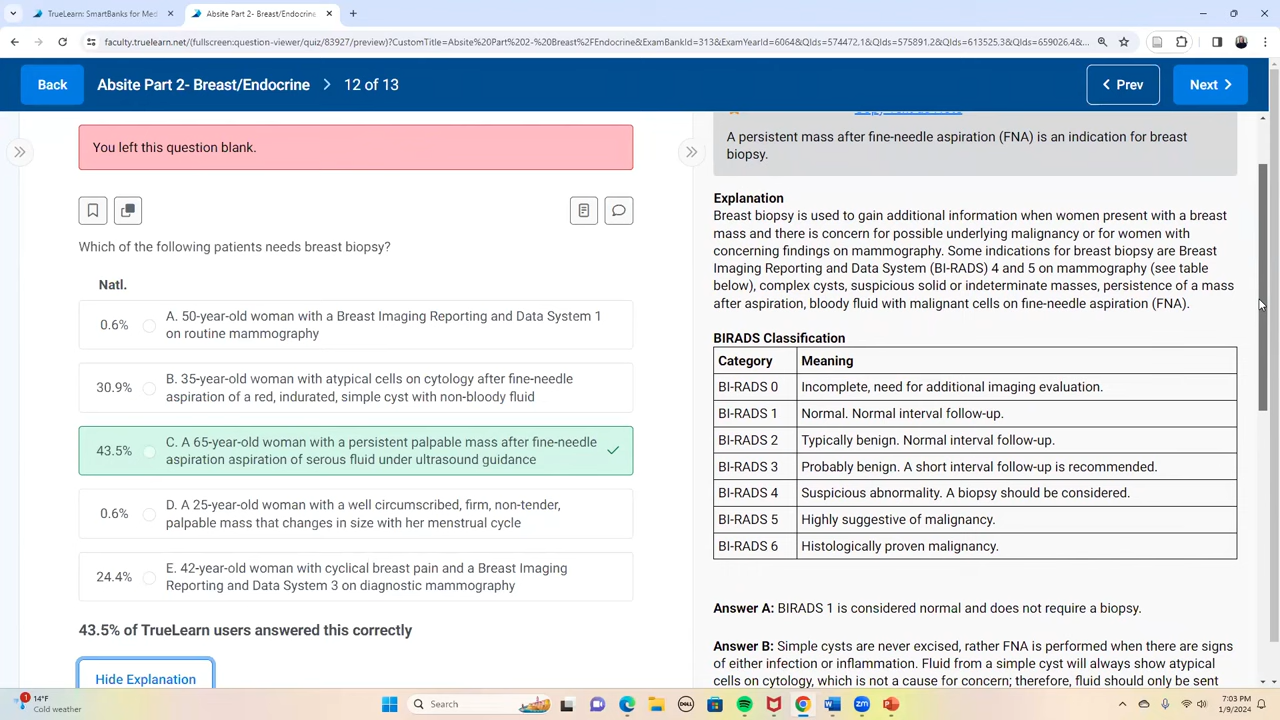 TrueLearn: SmartBanks for Med
Absite Part 2- Breast/Endocrine
faculty.truelearn.net/(fullscreen:question-viewer/quiz/83927/preview)?CustomTitle=Absite%20Part%202-%20Breast%2FEndocrine&ExamBankId=313&ExamYearId=6064&QIds=574472,1&QIds=575891,2&QIds=613525,3&QIds=659026,4&...
Back
Absite Part 2- Breast/Endocrine
12 of 13
Prev
Next
You left this question blank.
Which of the following patients needs breast biopsy?
Natl.
0.6%
A. 50-year-old woman with a Breast Imaging Reporting and Data System 1
on routine mammography
30.9%
B. 35-year-old woman with atypical cells on cytology after fine-needle
aspiration of a red, indurated, simple cyst with non-bloody fluid
43.5%
C. A 65-year-old woman with a persistent palpable mass after fine-needle
aspiration aspiration of serous fluid under ultrasound guidance
0.6%
D. A 25-year-old woman with a well circumscribed, firm, non-tender,
palpable mass that changes in size with her menstrual cycle
24.4%
E. 42-year-old woman with cyclical breast pain and a Breast Imaging
Reporting and Data System 3 on diagnostic mammography
43.5% of TrueLearn users answered this correctly
Hide Explanation
A persistent mass after fine-needle aspiration (FNA) is an indication for breast
biopsy.
Explanation
Breast biopsy is used to gain additional information when women present with a breast
mass and there is concern for possible underlying malignancy or for women with
concerning findings on mammography. Some indications for breast biopsy are Breast
Imaging Reporting and Data System (BI-RADS) 4 and 5 on mammography (see table
below), complex cysts, suspicious solid or indeterminate masses, persistence of a mass
after aspiration, bloody fluid with malignant cells on fine-needle aspiration (FNA).
BIRADS Classification
Category Meaning
BI-RADS 0 Incomplete, need for additional imaging evaluation.
BI-RADS 1 Normal. Normal interval follow-up.
BI-RADS 2 Typically benign. Normal interval follow-up.
BI-RADS 3 Probably benign. A short interval follow-up is recommended.
BI-RADS 4 Suspicious abnormality. A biopsy should be considered.
BI-RADS 5 Highly suggestive of malignancy.
BI-RADS 6 Histologically proven malignancy.
Answer A: BIRADS 1 is considered normal and does not require a biopsy.
Answer B: Simple cysts are never excised, rather FNA is performed when there are signs
of either infection or inflammation. Fluid from a simple cyst will always show atypical
cells on cytology, which is not a cause for concern; therefore, fluid should only be sent
1
14°F
Cold weather
Search
DELL
7:03 PM
1/9/2024